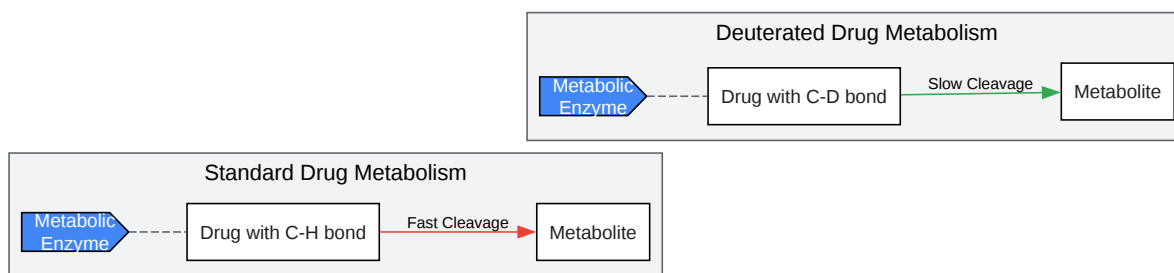 Deuterated Drug Metabolism
Metabolic
Enzyme
Drug with C-D bond
Slow Cleavage
Metabolite
Standard Drug Metabolism
Metabolic
Enzyme
Drug with C-H bond
Fast Cleavage
Metabolite